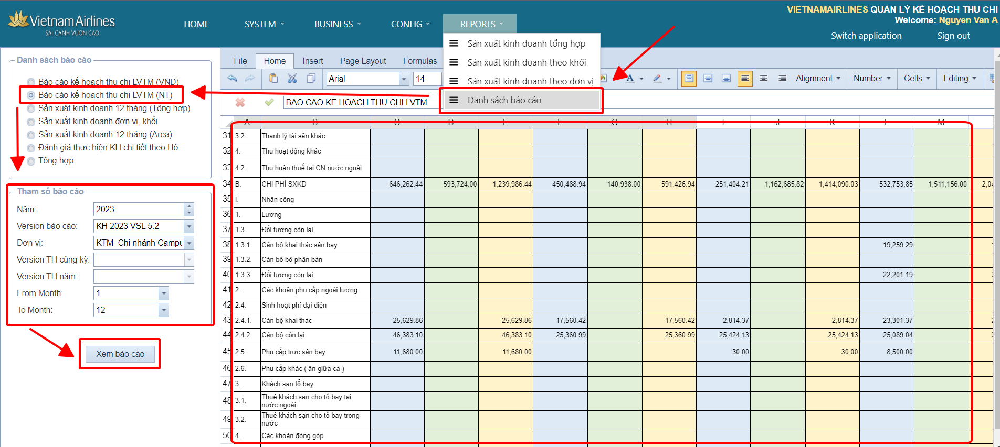 VietnamAirlines
SẢI CÁNH VƯƠN CAO
HOME
SYSTEM
BUSINESS
CONFIG
REPORTS
VIETNAMAIRLINES QUẢN LÝ KẾ HOẠCH THU CHI
Welcome: Nguyen Van A
Switch application
Sign out
Sản xuất kinh doanh tổng hợp
Sản xuất kinh doanh theo khối
Sản xuất kinh doanh theo đơn vị
Danh sách báo cáo
Danh sách báo cáo
Báo cáo kế hoach thu chi LVTM (VND)
Báo cáo kế hoạch thu chi LVTM (NT)
Sản xuất kinh doanh 12 tháng (Tổng hợp)
Sản xuất kinh doanh đơn vị, khối
Sản xuất kinh doanh 12 tháng (Area)
Đánh giá thực hiện KH chi tiết theo Hộ
Tổng hợp
Tham số báo cáo
Năm: 2023
Version báo cáo: KH 2023 VSL 5.2
Đơn vị: KTM_Chi nhánh Campu
Version TH cùng kỳ:
Version TH năm:
From Month: 1
To Month: 12
Xem báo cáo
File Home Insert Page Layout Formulas
Arial 14 A Alignment Number Cells Editing
BÁO CÁO KẾ HOẠCH THU CHI LVTM
A B C D E F G H I J K L M
31 3.2. Thanh lý tài sản khác
32 4. Thu hoạt động khác
33 4.2. Thu hoàn thuế tại CN nước ngoài
34 B. CHI PHÍ SXKD 646,262.44 593,724.00 1,239,986.44 450,488.94 140,938.00 591,426.94 251,404.21 1,162,685.82 1,414,090.03 532,753.85 1,511,156.00 2,04
35 I. Nhân công
36 1. Lương
37 1.3 Đối tượng còn lại
38 1.3.1. Cán bộ khai thác sân bay 19,259.29
39 1.3.2. Cán bộ bộ phận bán
40 1.3.3. Đối tượng còn lại 22,201.19 2
41 2. Các khoản phụ cấp ngoài lương
42 2.4. Sinh hoạt phí đại diện
43 2.4.1. Cán bộ khai thác 25,629.86 25,629.86 17,560.42 17,560.42 2,814.37 2,814.37 23,301.37 2
44 2.4.2. Cán bộ còn lại 46,383.10 46,383.10 25,360.99 25,360.99 25,424.13 25,424.13 25,089.04 2
45 2.5. Phụ cấp trực sân bay 11,680.00 11,680.00 30.00 30.00 8,500.00
46 2.6. Phụ cấp khác ( ăn giữa ca )
47 3. Khách sạn tổ bay
48 3.1. Thuê khách sạn cho tổ bay tại
nước ngoài
49 3.2. Thuê khách sạn cho tổ bay trong
nước
50 4. Các khoản đóng góp